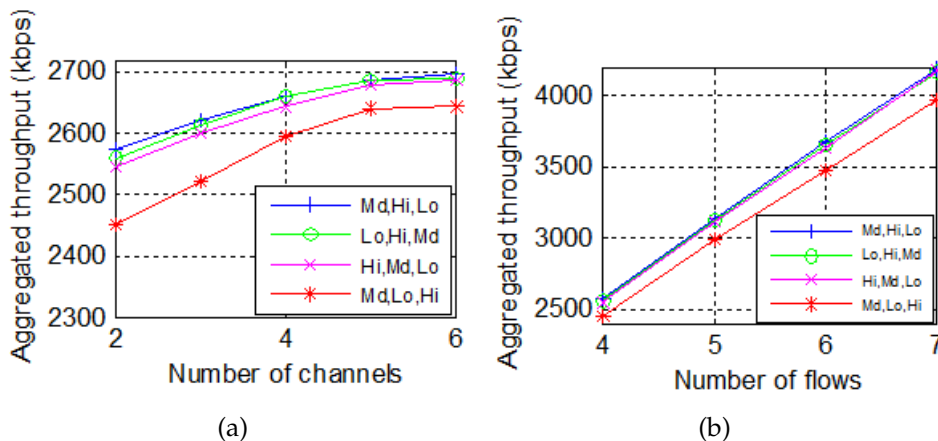 Aggregated throughput (kbps)
2700
2600
2500
2400
2300
2
4
6
Number of channels
Md,Hi,Lo
Lo,Hi,Md
Hi,Md,Lo
Md,Lo,Hi
(a)
Aggregated throughput (kbps)
4000
3500
3000
2500
4
5
6
7
Number of flows
Md,Hi,Lo
Lo,Hi,Md
Hi,Md,Lo
Md,Lo,Hi
(b)